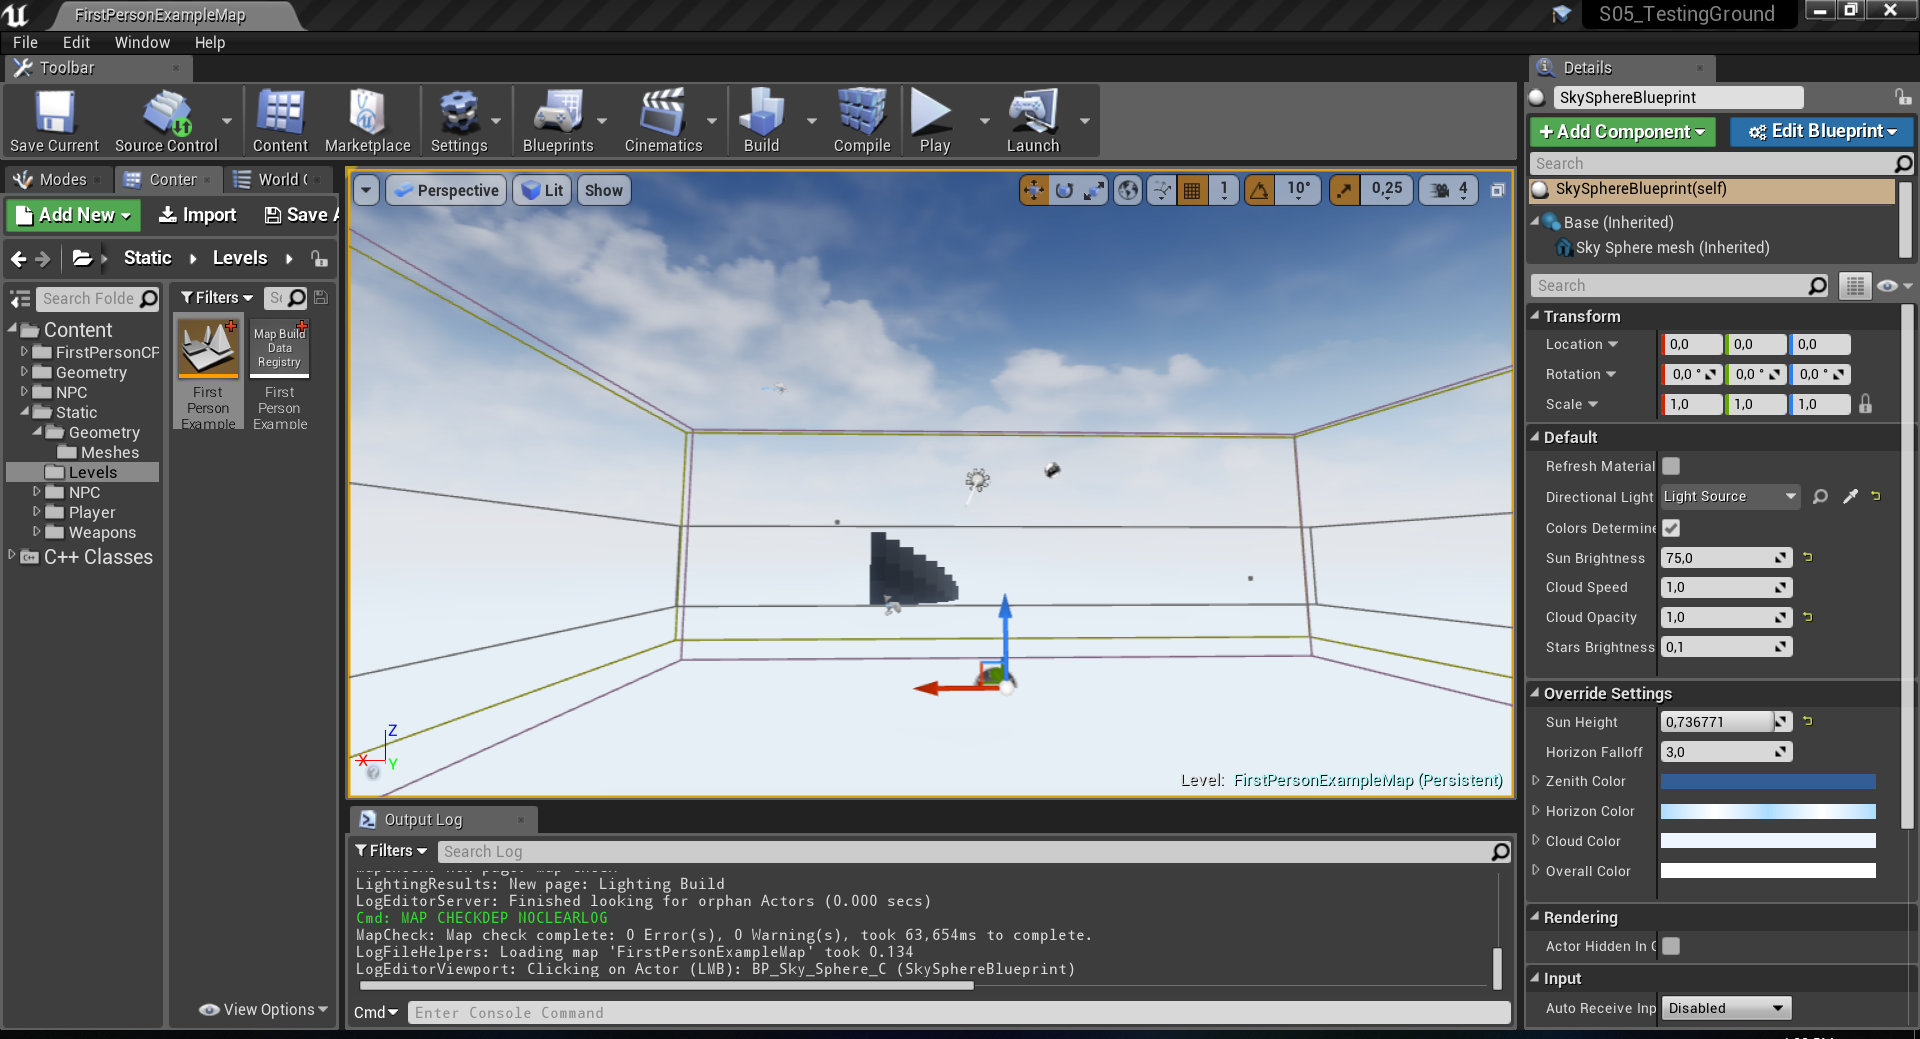 FirstPersonExampleMap
S05_TestingGround
File Edit Window Help
Toolbar
Save Current
Source Control
Content
Marketplace
Settings
Blueprints
Cinematics
Build
Compile
Play
Launch
Modes
Conter
World
Add New
Import
Save A
Static
Levels
Search Folde
Filters
Content
FirstPersonCP
Geometry
NPC
Static
Geometry
Meshes
Levels
NPC
Player
Weapons
C++ Classes
First
Person
Example
Map Build
Data
Registry
First
Person
Example
View Options
Perspective
Lit
Show
1
10°
0,25
4
Z
X
Y
Level: FirstPersonExampleMap (Persistent)
Output Log
Filters
Search Log
LightingResults: New page: Lighting Build
LogEditorServer: Finished looking for orphan Actors (0.000 secs)
Cmd: MAP CHECKDEP NOCLEARLOG
MapCheck: Map check complete: 0 Error(s), 0 Warning(s), took 63,654ms to complete.
LogFileHelpers: Loading map 'FirstPersonExampleMap' took 0.134
LogEditorViewport: Clicking on Actor (LMB): BP_Sky_Sphere_C (SkySphereBlueprint)
Cmd
Enter Console Command
Details
SkySphereBlueprint
Add Component
Edit Blueprint
Search
SkySphereBlueprint(self)
Base (Inherited)
Sky Sphere mesh (Inherited)
Search
Transform
Location 0,0 0,0 0,0
Rotation 0,0 ° 0,0 ° 0,0 °
Scale 1,0 1,0 1,0
Default
Refresh Material
Directional Light Light Source
Colors Determine
Sun Brightness 75,0
Cloud Speed 1,0
Cloud Opacity 1,0
Stars Brightness 0,1
Override Settings
Sun Height 0,736771
Horizon Falloff 3,0
Zenith Color
Horizon Color
Cloud Color
Overall Color
Rendering
Actor Hidden In
Input
Auto Receive Inp Disabled